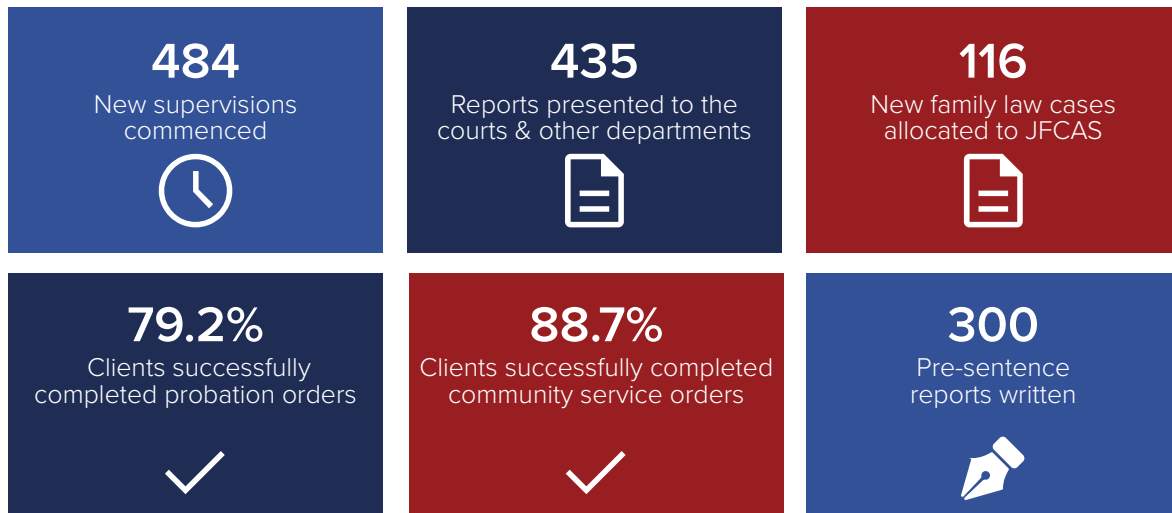 484
New supervisions
commenced
435
Reports presented to the
courts & other departments
116
New family law cases
allocated to JFCAS
79.2%
Clients successfully
completed probation orders
88.7%
Clients successfully completed
community service orders
300
Pre-sentence
reports written